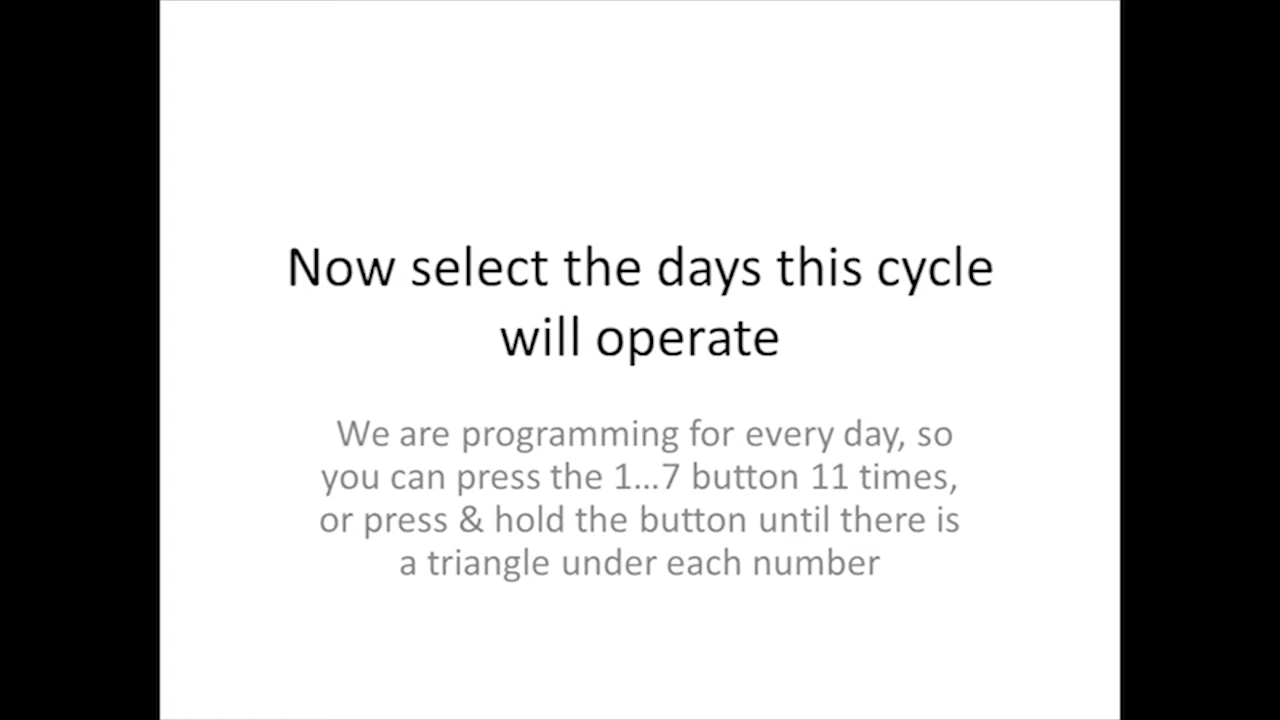 Now select the days this cycle
will operate
We are programming for every day, so
you can press the 1...7 button 11 times,
or press & hold the button until there is
a triangle under each number